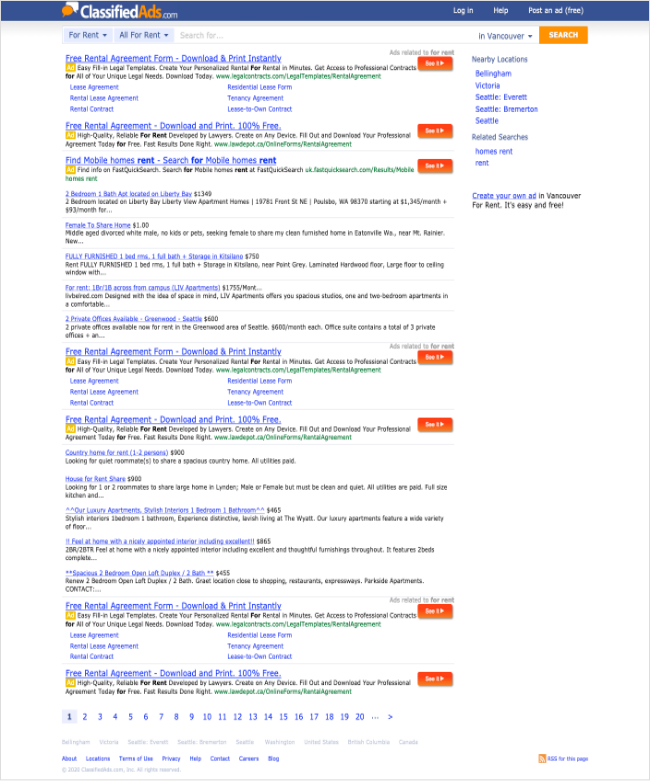 ClassifiedAds.com
Log in Help Post an ad (free)
For Rent All For Rent Search for... in Vancouver SEARCH
Ads related to for rent
Free Rental Agreement Form - Download & Print Instantly
Ad Easy Fill-in Legal Templates. Create Your Personalized Rental For Rental in Minutes. Get Access to Professional Contracts
for All of Your Unique Legal Needs. Download Today. www.legalcontracts.com/LegalTemplates/RentalAgreement
See it
Lease Agreement Residential Lease Form
Rental Lease Agreement Tenancy Agreement
Rental Contract Lease-to-Own Contract
Free Rental Agreement - Download and Print. 100% Free.
Ad High-Quality, Reliable For Rent Developed by Lawyers. Create on Any Device. Fill Out and Download Your Professional
Agreement Today for Free. Fast Results Done Right. www.lawdepot.ca/OnlineForms/RentalAgreement
See it
Find Mobile homes rent - Search for Mobile homes rent
Ad Find info on FastQuickSearch. Search for Mobile homes rent at FastQuickSearch uk.fastquicksearch.com/Results/Mobile
homes rent
See it
2 Bedroom 1 Bath Apt located on Liberty Bay $1349
2 Bedroom located on Liberty Bay Liberty View Apartment Homes | 19781 Front St NE | Poulsbo, WA 98370 starting at $1,345/month +
$93/month for...
Female To Share Home $1.00
Middle aged divorced white male, no kids or pets, seeking female to share my clean furnished home in Eatonville Wa., near Mt. Rainier.
New...
FULLY FURNISHED 1 bed rms, 1 full bath + Storage in Kitsilano $750
Rent FULLY FURNISHED 1 bed rms, 1 full bath + Storage in Kitsilano, near Point Grey. Laminated Hardwood floor, Large floor to ceiling
window with...
For rent: 1Br/1B across from campus (LIV Apartments) $1755/Mont...
livbelred.com Designed with the idea of space in mind, LIV Apartments offers you spacious studios, one and two-bedroom apartments in
a comfortable...
2 Private Offices Available - Greenwood - Seattle $600
2 private offices available now for rent in the Greenwood area of Seattle. $600/month each. Office suite contains a total of 3 private
offices + an...
Ads related to for rent
Free Rental Agreement Form - Download & Print Instantly
Ad Easy Fill-in Legal Templates. Create Your Personalized Rental For Rental in Minutes. Get Access to Professional Contracts
for All of Your Unique Legal Needs. Download Today. www.legalcontracts.com/LegalTemplates/RentalAgreement
See it
Lease Agreement Residential Lease Form
Rental Lease Agreement Tenancy Agreement
Rental Contract Lease-to-Own Contract
Free Rental Agreement - Download and Print. 100% Free.
Ad High-Quality, Reliable For Rent Developed by Lawyers. Create on Any Device. Fill Out and Download Your Professional
Agreement Today for Free. Fast Results Done Right. www.lawdepot.ca/OnlineForms/RentalAgreement
See it
Country home for rent (1-2 persons) $900
Looking for quiet roommate(s) to share a spacious country home. All utilities paid.
House for Rent Share $900
Looking for 1 or 2 roommates to share large home in Lynden; Male or Female but must be clean and quiet. All utilities are paid. Full size
kitchen and...
^^Our Luxury Apartments, Stylish Interiors 1 Bedroom 1 Bathroom^^ $465
Stylish interiors 1bedroom 1 bathroom, Experience distinctive, lavish living at The Wyatt. Our luxury apartments feature a wide variety
of floor...
!! Feel at home with a nicely appointed interior including excellent!! $865
2BR/2BTR Feel at home with a nicely appointed interior including excellent and thoughtful furnishings throughout. It features 2beds
complete...
**Spacious 2 Bedroom Open Loft Duplex / 2 Bath ** $455
Renew 2 Bedroom Open Loft Duplex / 2 Bath. Graet location close to shopping, restaurants, expressways. Parkside Apartments.
CONTACT:...
Ads related to for rent
Free Rental Agreement Form - Download & Print Instantly
Ad Easy Fill-in Legal Templates. Create Your Personalized Rental For Rental in Minutes. Get Access to Professional Contracts
for All of Your Unique Legal Needs. Download Today. www.legalcontracts.com/LegalTemplates/RentalAgreement
See it
Lease Agreement Residential Lease Form
Rental Lease Agreement Tenancy Agreement
Rental Contract Lease-to-Own Contract
Free Rental Agreement - Download and Print. 100% Free.
Ad High-Quality, Reliable For Rent Developed by Lawyers. Create on Any Device. Fill Out and Download Your Professional
Agreement Today for Free. Fast Results Done Right. www.lawdepot.ca/OnlineForms/RentalAgreement
See it
1 2 3 4 5 6 7 8 9 10 11 12 13 14 15 16 17 18 19 20 ... >
Nearby Locations
Bellingham
Victoria
Seattle: Everett
Seattle: Bremerton
Seattle
Related Searches
homes rent
rent
Create your own ad in Vancouver
For Rent. It's easy and free!
Bellingham Victoria Seattle: Everett Seattle: Bremerton Seattle Washington United States British Columbia Canada
About Locations Terms of Use Privacy Help Contact Careers Blog
RSS for this page
© 2020 ClassifiedAds.com, Inc. All rights reserved.